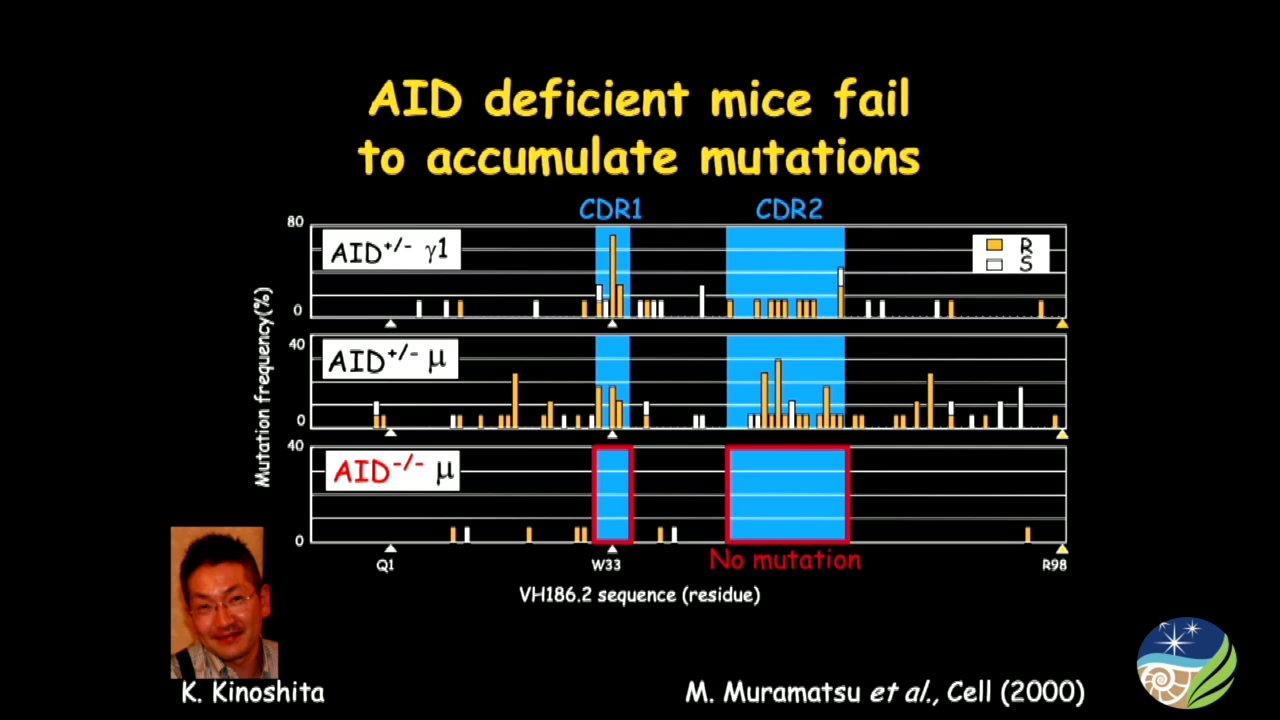 AID deficient mice fail
to accumulate mutations
CDR1 CDR2
80
AID+/- γ1
R
S
0
40
AID+/- μ
0
40
AID-/- μ
0
Mutation frequency(%)
No mutation
Q1 W33 R98
VH186.2 sequence (residue)
K. Kinoshita
M. Muramatsu et al., Cell (2000)